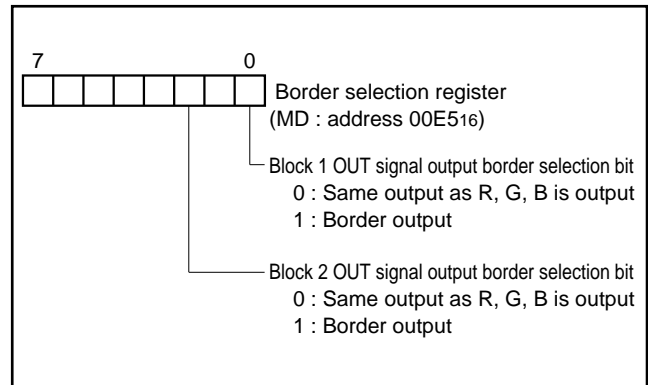 7 0
Border selection register
(MD : address 00E516)
Block 1 OUT signal output border selection bit
0 : Same output as R, G, B is output
1 : Border output
Block 2 OUT signal output border selection bit
0 : Same output as R, G, B is output
1 : Border output